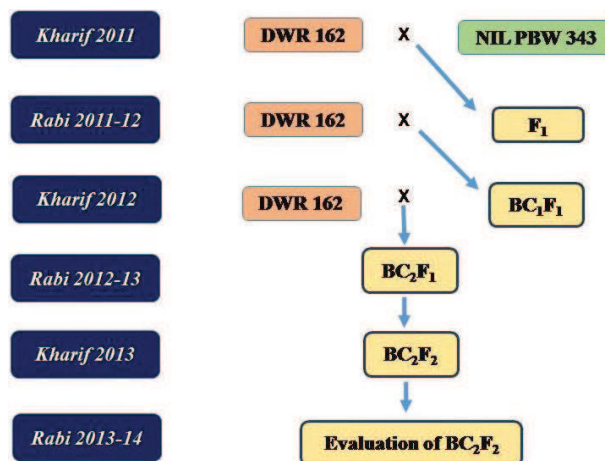 Kharif 2011 DWR 162 X NIL PBW 343
Rabi 2011-12 DWR 162 X F₁
Kharif 2012 DWR 162 X BC₁F₁
Rabi 2012-13 BC₂F₁
Kharif 2013 BC₂F₂
Rabi 2013-14 Evaluation of BC₂F₂